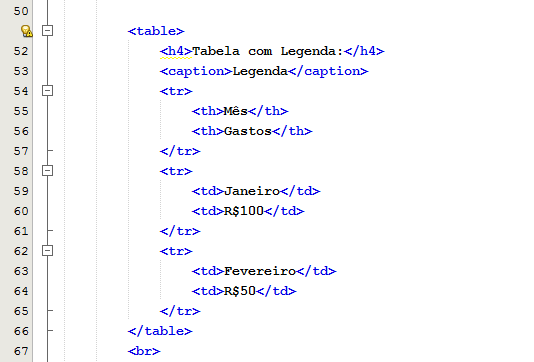 50
<table>
52 <h4>Tabela com Legenda:</h4>
53 <caption>Legenda</caption>
54 <tr>
55 <th>Mês</th>
56 <th>Gastos</th>
57 </tr>
58 <tr>
59 <td>Janeiro</td>
60 <td>R$100</td>
61 </tr>
62 <tr>
63 <td>Fevereiro</td>
64 <td>R$50</td>
65 </tr>
66 </table>
67 <br>